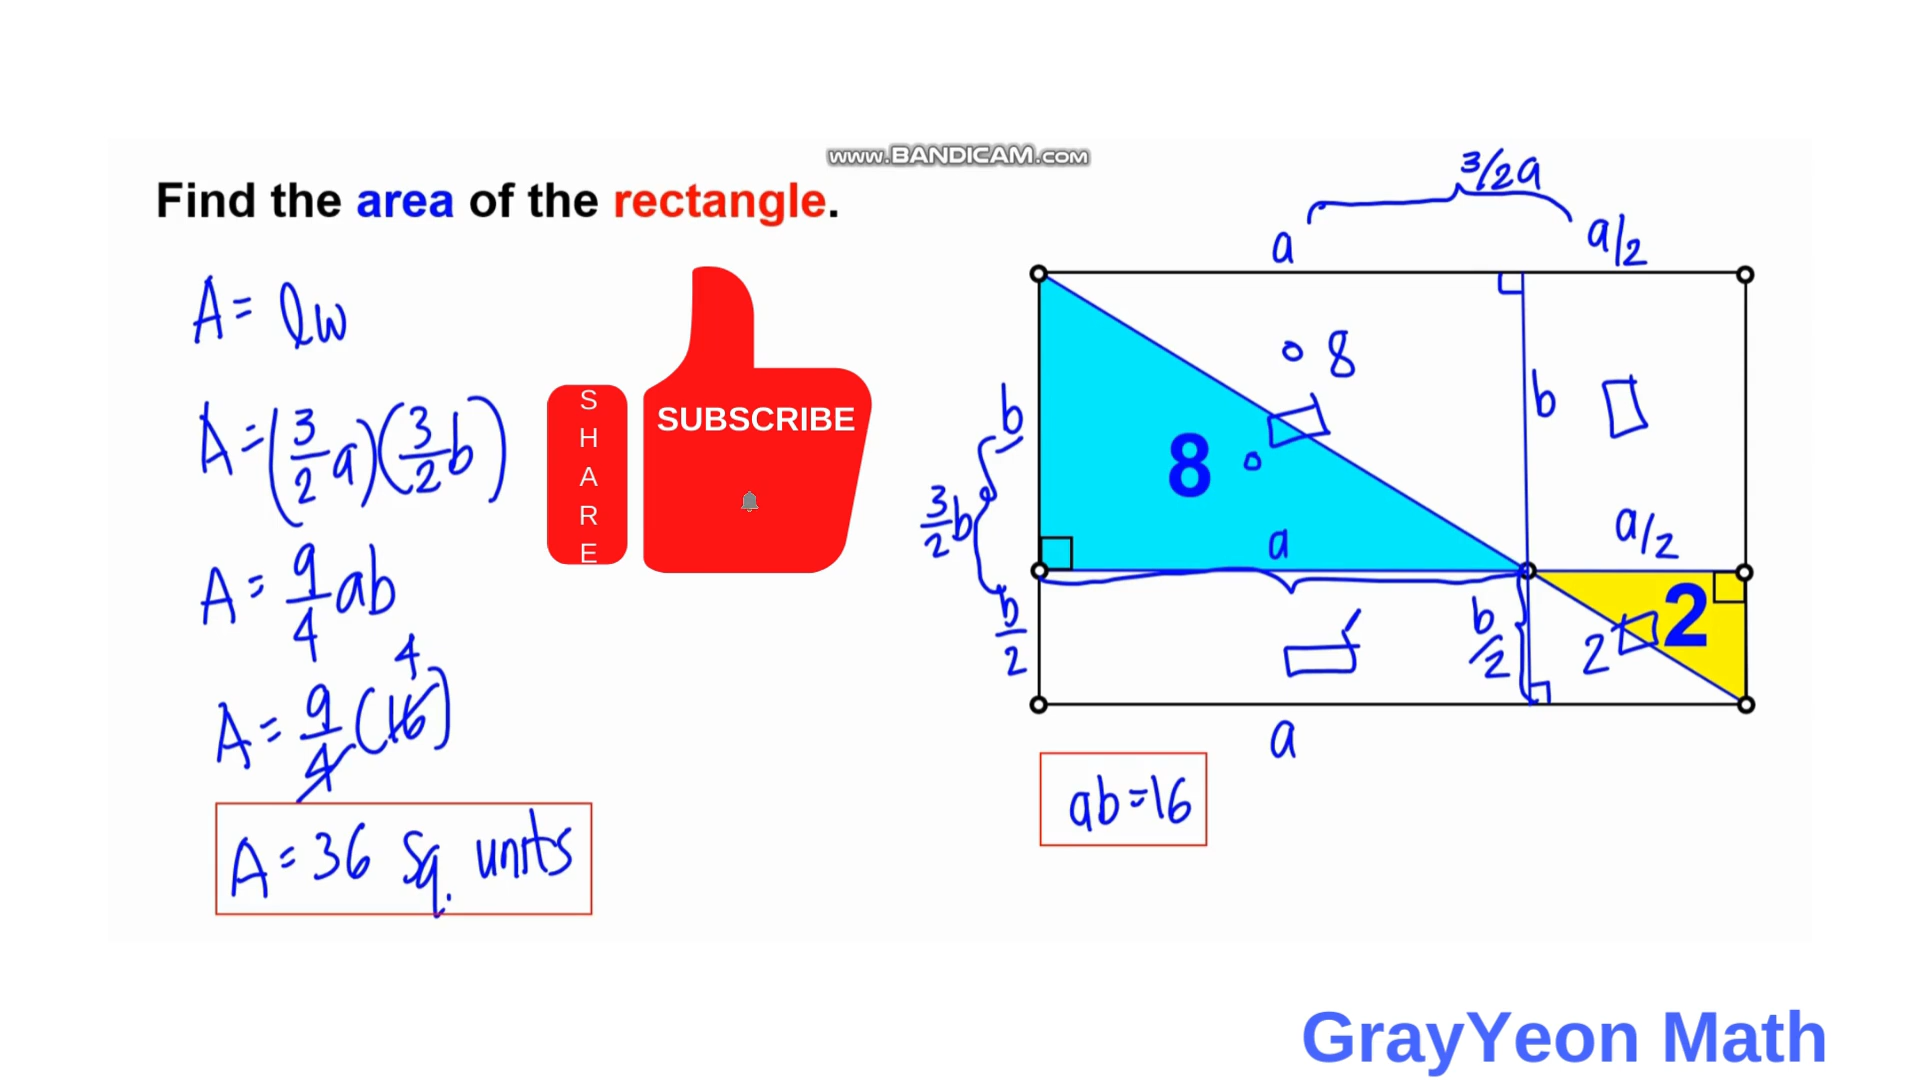 www.BANDICAM.com
Find the area of the rectangle.
A = lw
A = (3/2 a)(3/2 b)
A = 9/4 ab
A = 9/4 (16)
4
A = 36 sq. units
S
H
A
R
E
SUBSCRIBE
3/2a
a
a/2
8
b
b
8
3/2 b
a/2
a
b/2
b/2
2
2
a
ab=16
GrayYeon Math